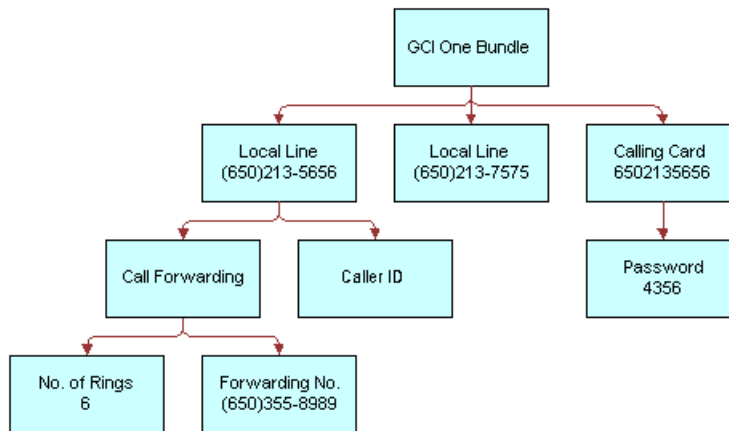 GCI One Bundle
Local Line
(650)213-5656
Local Line
(650)213-7575
Calling Card
6502135656
Call Forwarding
Caller ID
Password
4356
No. of Rings
6
Forwarding No.
(650)355-8989